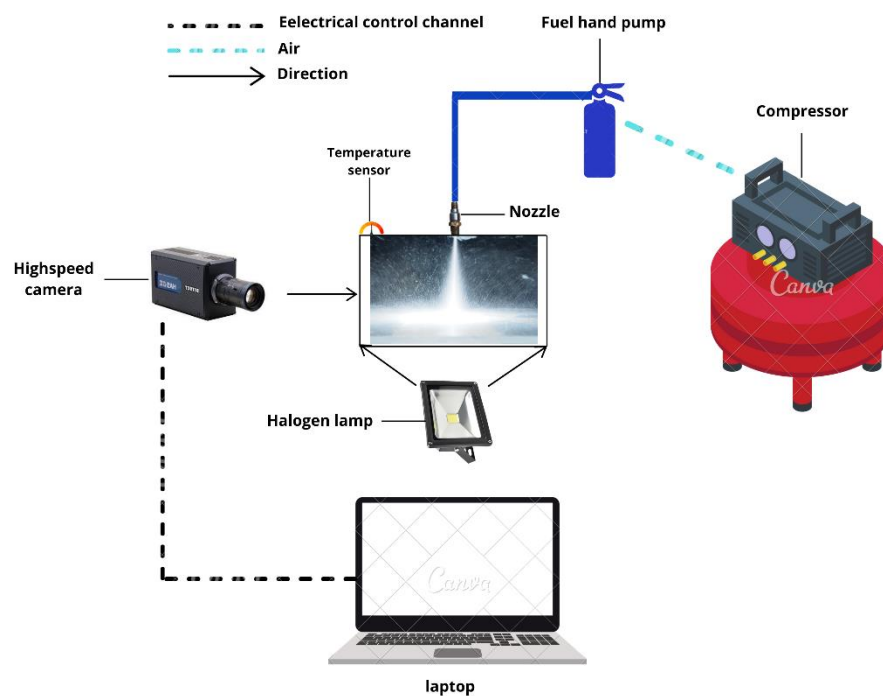 Eelectrical control channel
Air
Direction
Fuel hand pump
Compressor
Temperature
sensor
Nozzle
Highspeed
camera
Canva
Halogen lamp
Canva
laptop